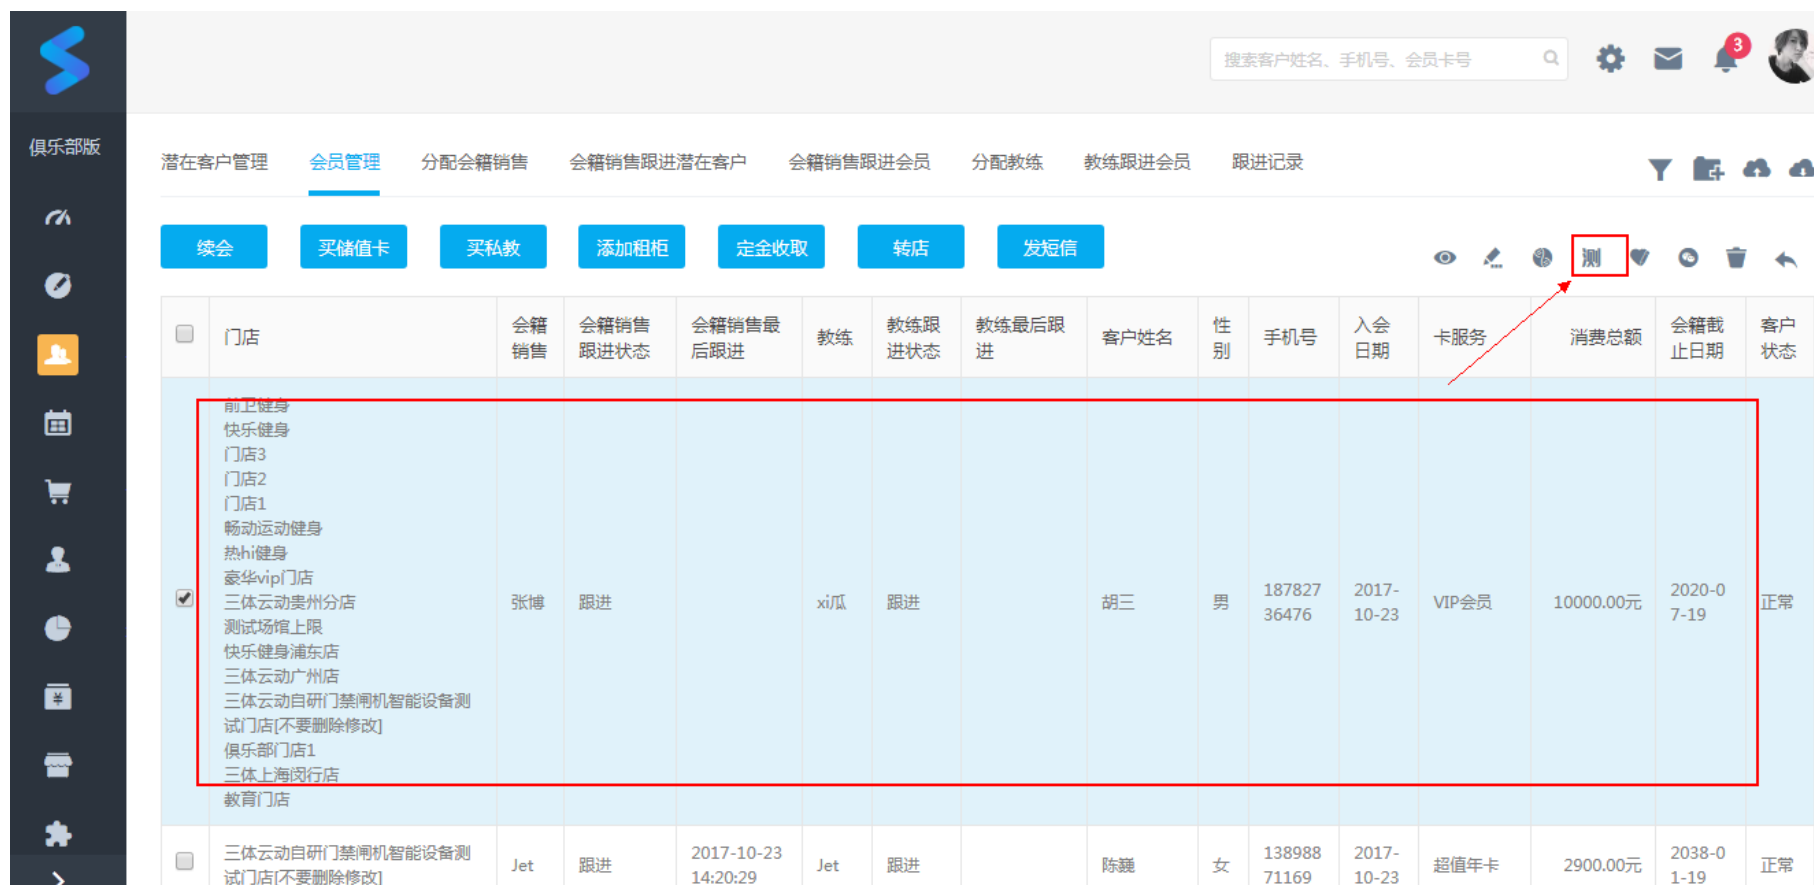 搜索客户姓名、手机号、会员卡号
3
俱乐部版
潜在客户管理
会员管理
分配会籍销售
会籍销售跟进潜在客户
会籍销售跟进会员
分配教练
教练跟进会员
跟进记录
续会
买储值卡
买私教
添加租柜
定金收取
转店
发短信
测
门店
会籍
销售
会籍销售
跟进状态
会籍销售最
后跟进
教练
教练跟
进状态
教练最后跟
进
客户姓名
性
别
手机号
入会
日期
卡服务
消费总额
会籍截
止日期
客户
状态
前卫健身
快乐健身
门店3
门店2
门店1
畅动运动健身
热hi健身
豪华vip门店
三体云动贵州分店
测试场馆上限
快乐健身浦东店
三体云动广州店
三体云动自研门禁闸机智能设备测
试门店[不要删除修改]
俱乐部门店1
三体上海闵行店
教育门店
张博
跟进
xi瓜
跟进
胡三
男
187827
36476
2017-
10-23
VIP会员
10000.00元
2020-0
7-19
正常
三体云动自研门禁闸机智能设备测
试门店[不要删除修改]
Jet
跟进
2017-10-23
14:20:29
Jet
跟进
陈巍
女
138988
71169
2017-
10-23
超值年卡
2900.00元
2038-0
1-19
正常